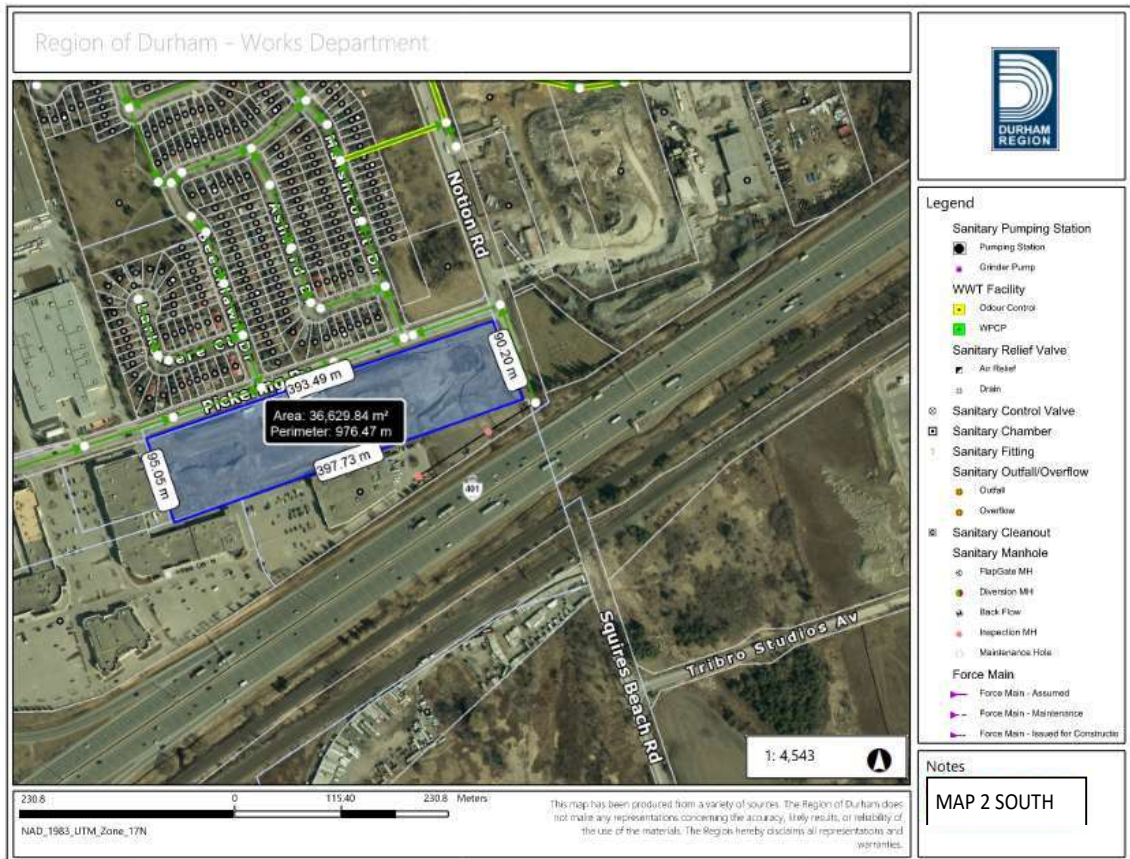 Region of Durham - Works Department
DURHAM
REGION
Notion Rd
393.49 m
90.20 m
Area: 36,629.84 m²
Perimeter: 976.47 m
95.05 m
397.73 m
401
Squires Beach Rd
Tribro Studios Av
1: 4,543
Legend
Sanitary Pumping Station
Pumping Station
Grinder Pump
WWT Facility
Odour Control
WPCP
Sanitary Relief Valve
Air Relief
Drain
Sanitary Control Valve
Sanitary Chamber
Sanitary Fitting
Sanitary Outfall/Overflow
Outfall
Overflow
Sanitary Cleanout
Sanitary Manhole
FlapGate MH
Diversion MH
Back Flow
Inspection MH
Maintenance Hole
Force Main
Force Main - Assumed
Force Main - Maintenance
Force Main - Issued for Constructio
Notes
MAP 2 SOUTH
230.8 0 115.40 230.8 Meters
NAD_1983_UTM_Zone_17N
This map has been produced from a variety of sources. The Region of Durham does
not make any representations concerning the accuracy, likely results, or reliability of
the use of the materials. The Region hereby disclaims all representations and
warranties.